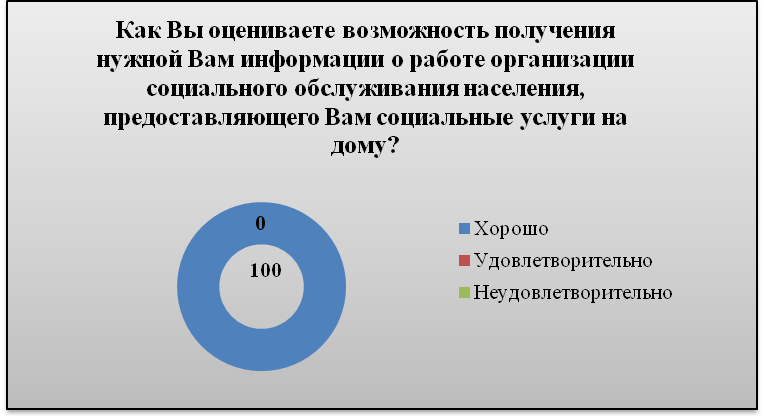 Как Вы оцениваете возможность получения
нужной Вам информации о работе организации
социального обслуживания населения,
предоставляющего Вам социальные услуги на
дому?
0
100
Хорошо
Удовлетворительно
Неудовлетворительно